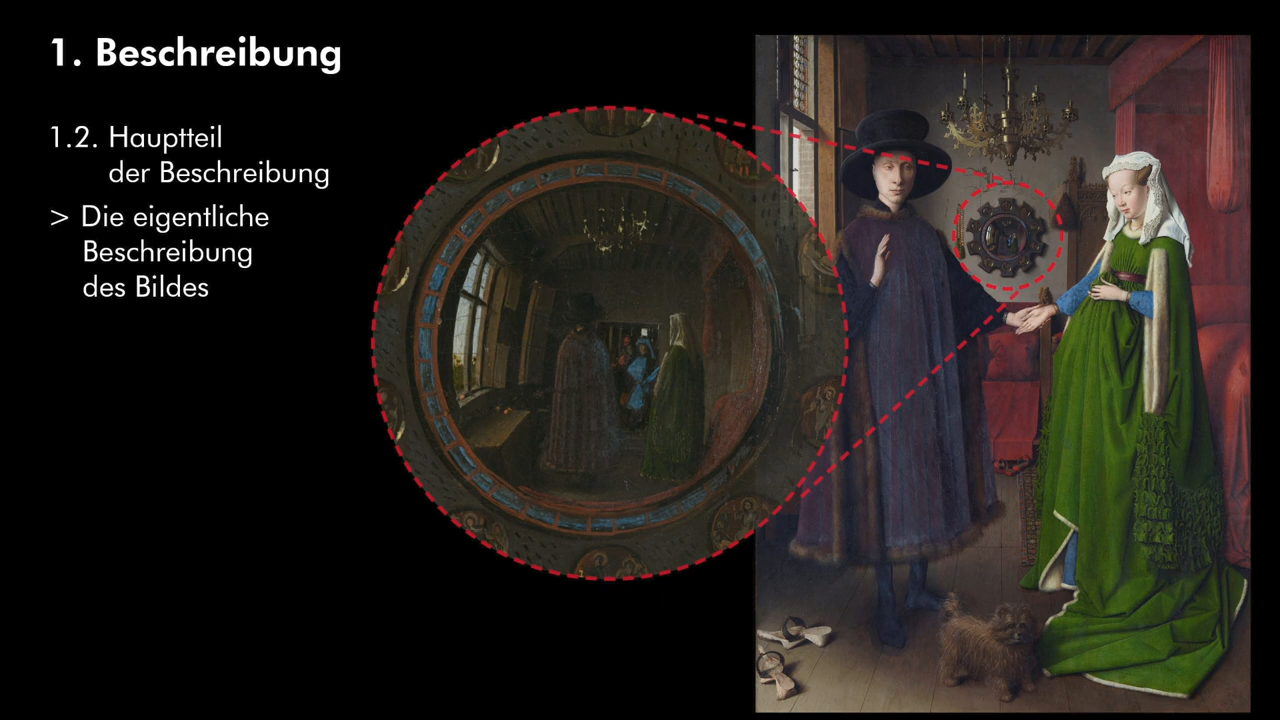 1. Beschreibung
1.2. Hauptteil
der Beschreibung
> Die eigentliche
Beschreibung
des Bildes